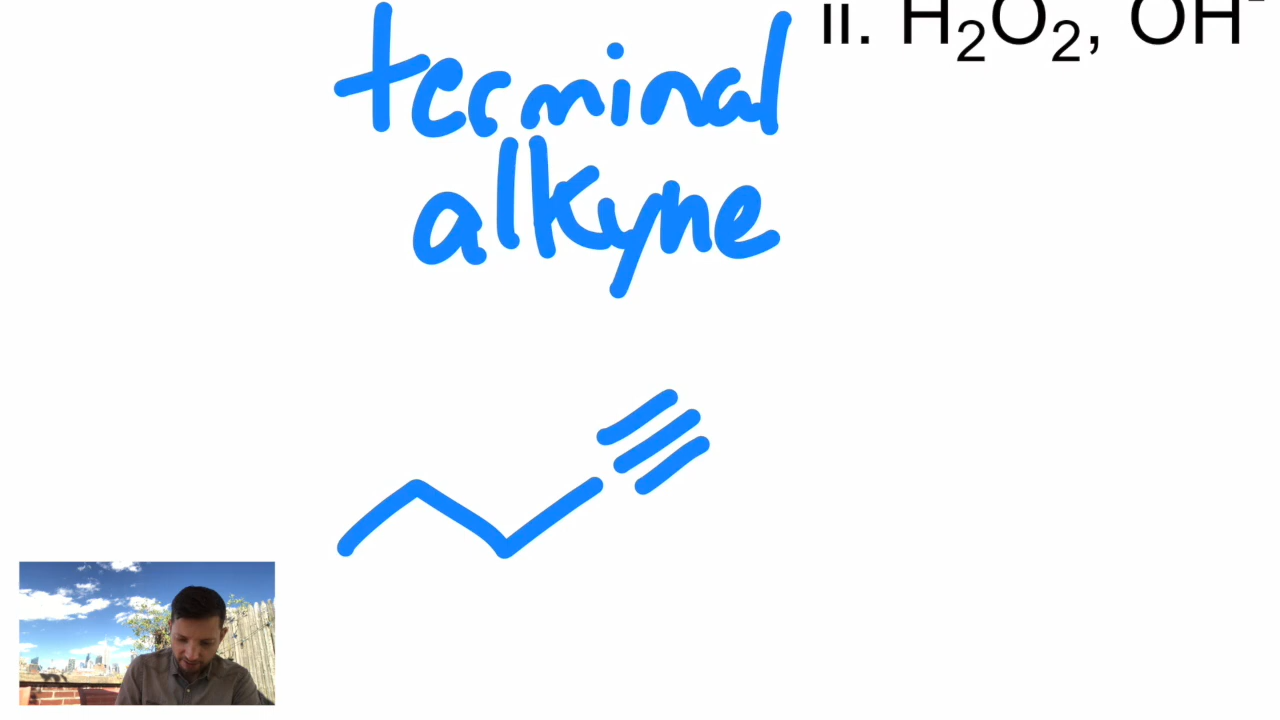 terminal
alkyne
ii. H₂O₂, OH⁻